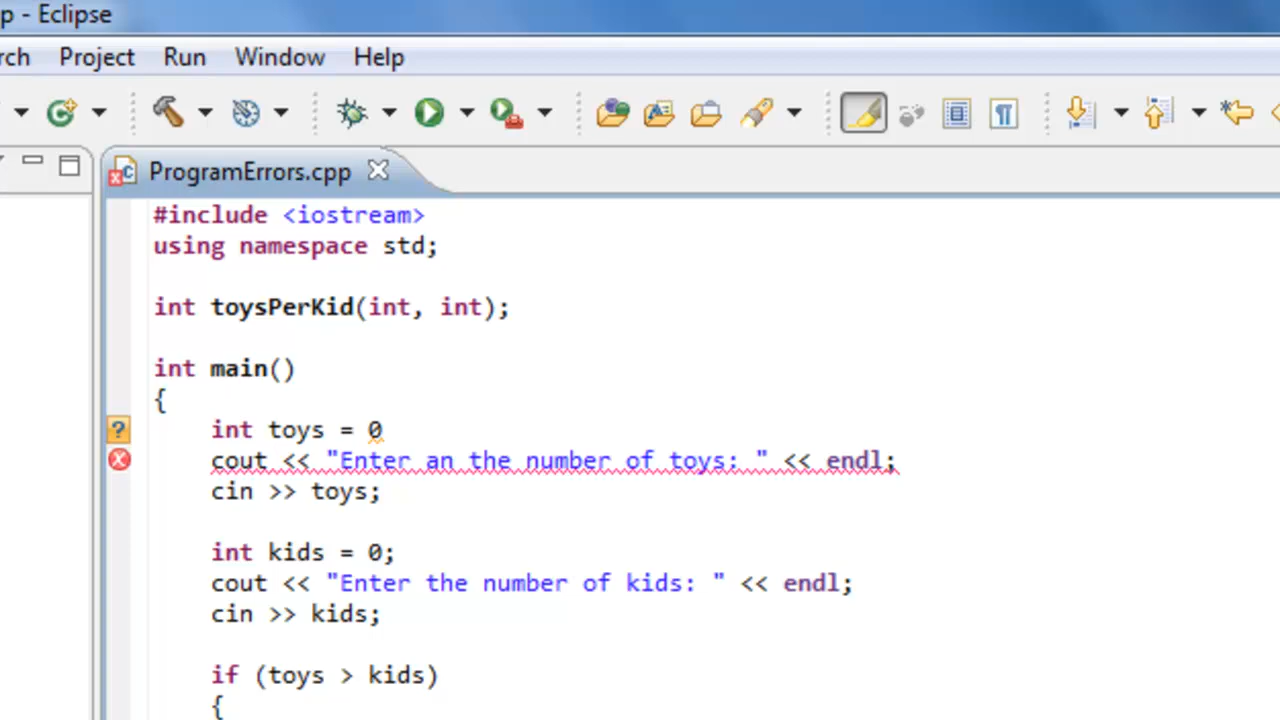 p - Eclipse
rch Project Run Window Help
ProgramErrors.cpp
#include <iostream>
using namespace std;
int toysPerKid(int, int);
int main()
{
int toys = 0
cout << "Enter an the number of toys: " << endl;
cin >> toys;
int kids = 0;
cout << "Enter the number of kids: " << endl;
cin >> kids;
if (toys > kids)
{